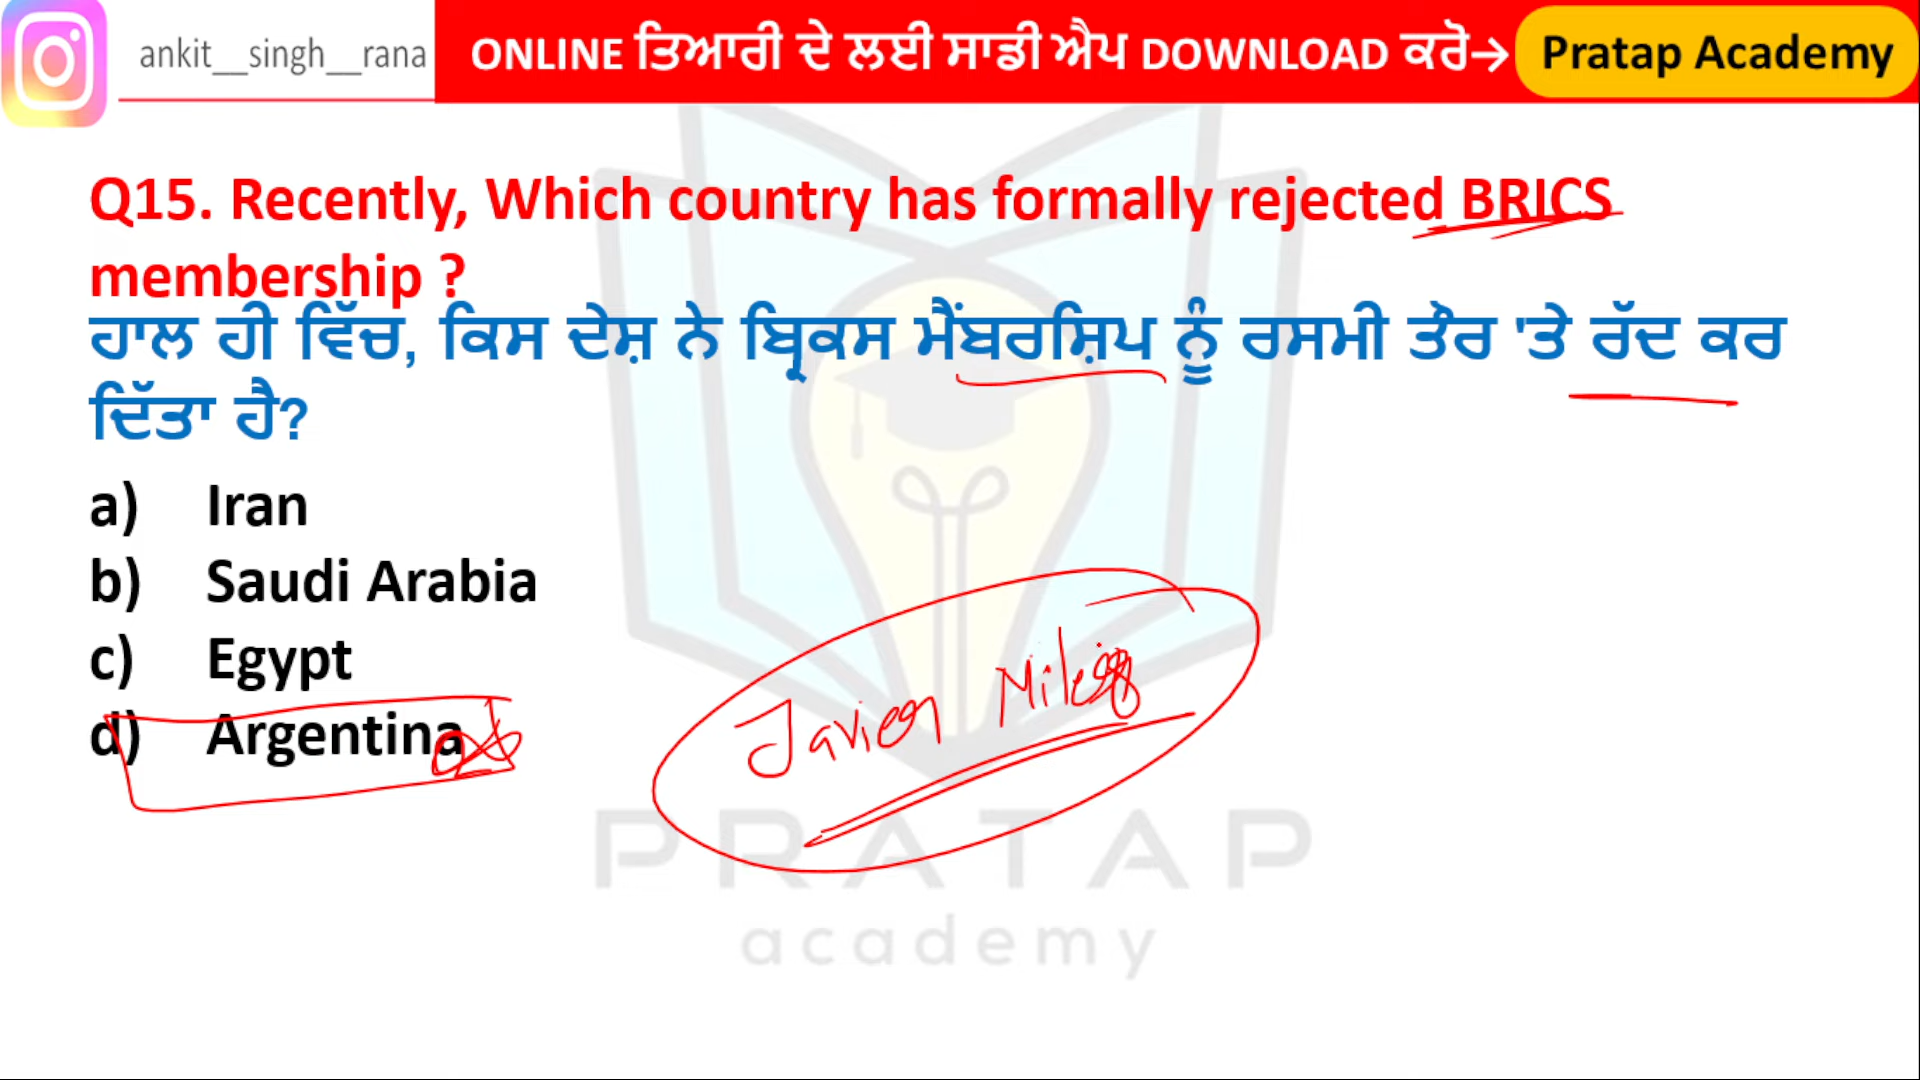 ankit__singh__rana
ONLINE ਤਿਆਰੀ ਦੇ ਲਈ ਸਾਡੀ ਐਪ DOWNLOAD ਕਰੋ→
Pratap Academy
Q15. Recently, Which country has formally rejected BRICS
membership ?
ਹਾਲ ਹੀ ਵਿੱਚ, ਕਿਸ ਦੇਸ਼ ਨੇ ਬ੍ਰਿਕਸ ਮੈਂਬਰਸ਼ਿਪ ਨੂੰ ਰਸਮੀ ਤੌਰ 'ਤੇ ਰੱਦ ਕਰ
ਦਿੱਤਾ ਹੈ?
a) Iran
b) Saudi Arabia
c) Egypt
d) Argentina
Javier
PRATAP
academy